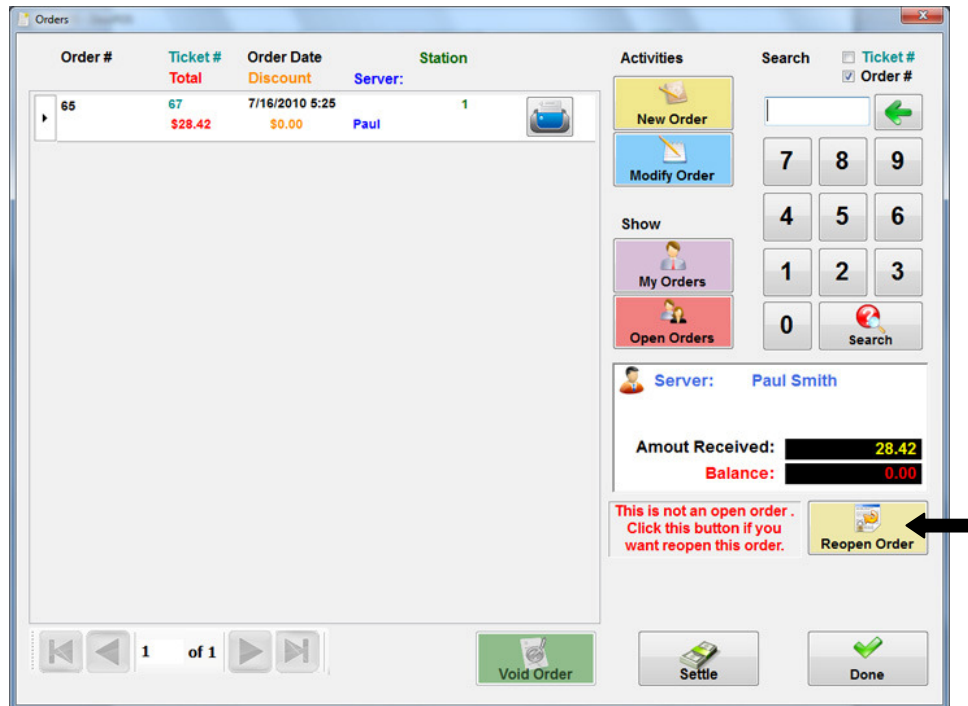 Orders
Order # Ticket # Order Date Station
Total Discount Server:
65 67 7/16/2010 5:25 1
$28.42 $0.00 Paul
Activities Search Ticket #
Order #
New Order
Modify Order
7 8 9
Show
4 5 6
My Orders
1 2 3
Open Orders
0 Search
Server: Paul Smith
Amout Received: 28.42
Balance: 0.00
This is not an open order .
Click this button if you
want reopen this order.
Reopen Order
1 of 1
Void Order
Settle
Done